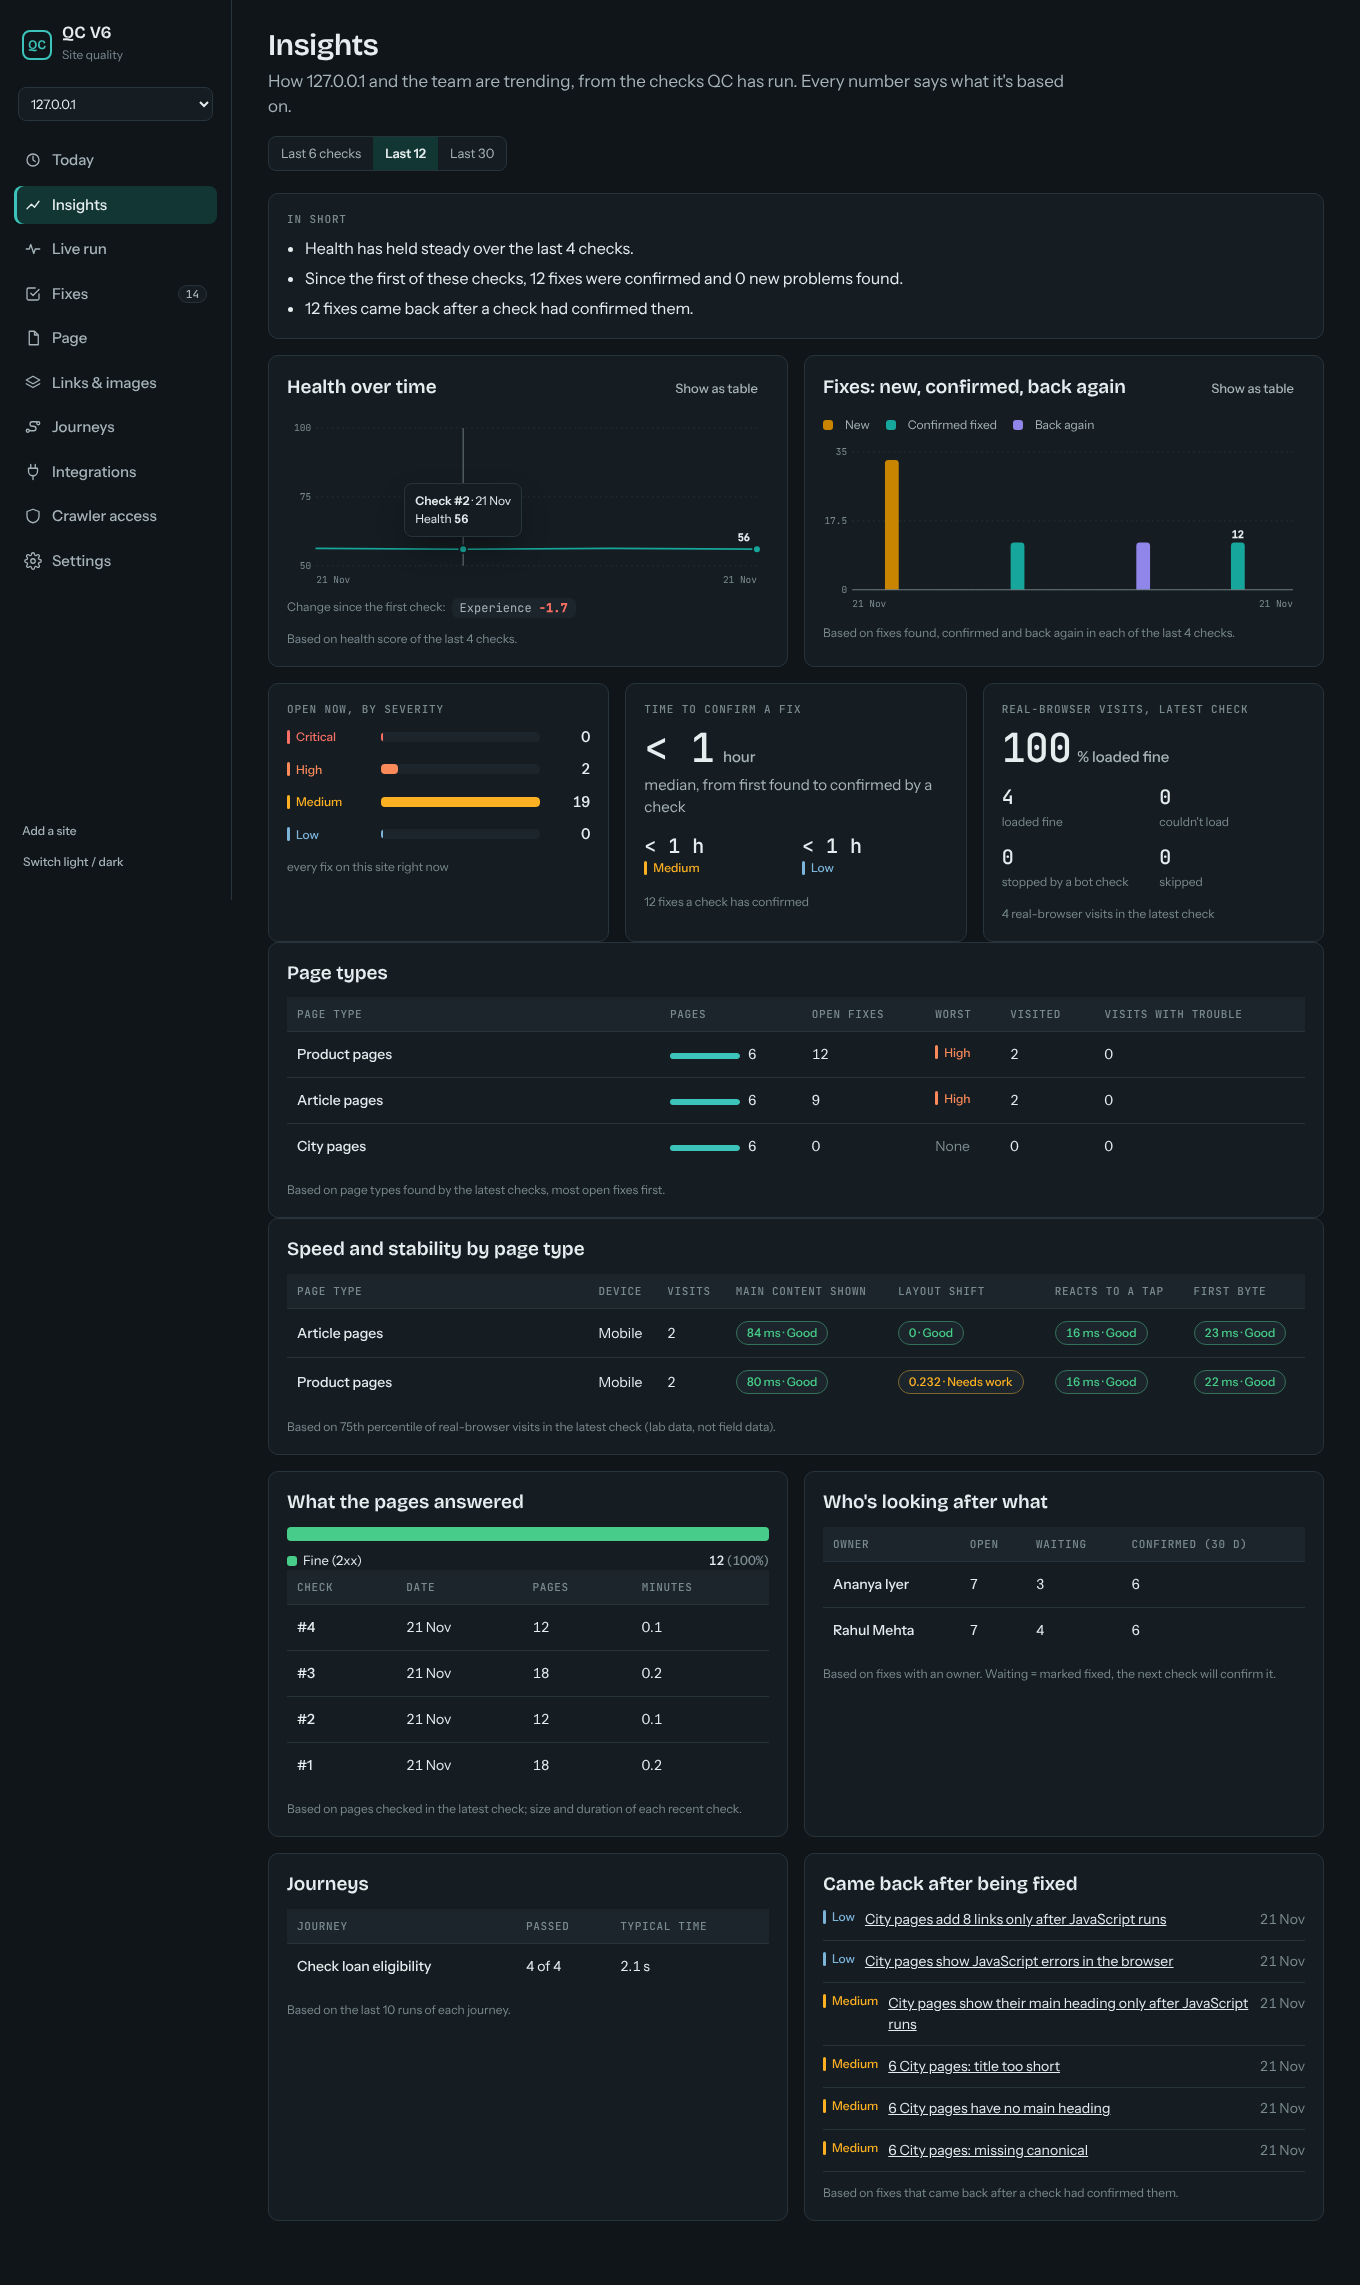 QC
QC V6
Site quality
127.0.0.1
Today
Insights
Live run
Fixes 14
Page
Links & images
Journeys
Integrations
Crawler access
Settings
Add a site
Switch light / dark
Insights
How 127.0.0.1 and the team are trending, from the checks QC has run. Every number says what it's based
on.
Last 6 checks Last 12 Last 30
IN SHORT
• Health has held steady over the last 4 checks.
• Since the first of these checks, 12 fixes were confirmed and 0 new problems found.
• 12 fixes came back after a check had confirmed them.
Health over time Show as table
100
75
50
Check #2 · 21 Nov
Health 56
56
21 Nov 21 Nov
Change since the first check: Experience -1.7
Based on health score of the last 4 checks.
Fixes: new, confirmed, back again Show as table
New Confirmed fixed Back again
35
17.5
0
12
21 Nov 21 Nov
Based on fixes found, confirmed and back again in each of the last 4 checks.
OPEN NOW, BY SEVERITY
Critical 0
High 2
Medium 19
Low 0
every fix on this site right now
TIME TO CONFIRM A FIX
< 1 hour
median, from first found to confirmed by a
check
< 1 h < 1 h
Medium Low
12 fixes a check has confirmed
REAL-BROWSER VISITS, LATEST CHECK
100 % loaded fine
4 0
loaded fine couldn't load
0 0
stopped by a bot check skipped
4 real-browser visits in the latest check
Page types
PAGE TYPE PAGES OPEN FIXES WORST VISITED VISITS WITH TROUBLE
Product pages 6 12 High 2 0
Article pages 6 9 High 2 0
City pages 6 0 None 0 0
Based on page types found by the latest checks, most open fixes first.
Speed and stability by page type
PAGE TYPE DEVICE VISITS MAIN CONTENT SHOWN LAYOUT SHIFT REACTS TO A TAP FIRST BYTE
Article pages Mobile 2 84 ms · Good 0 · Good 16 ms · Good 23 ms · Good
Product pages Mobile 2 80 ms · Good 0.232 · Needs work 16 ms · Good 22 ms · Good
Based on 75th percentile of real-browser visits in the latest check (lab data, not field data).
What the pages answered
Fine (2xx) 12 (100%)
CHECK DATE PAGES MINUTES
#4 21 Nov 12 0.1
#3 21 Nov 18 0.2
#2 21 Nov 12 0.1
#1 21 Nov 18 0.2
Based on pages checked in the latest check; size and duration of each recent check.
Who's looking after what
OWNER OPEN WAITING CONFIRMED (30 D)
Ananya Iyer 7 3 6
Rahul Mehta 7 4 6
Based on fixes with an owner. Waiting = marked fixed, the next check will confirm it.
Journeys
JOURNEY PASSED TYPICAL TIME
Check loan eligibility 4 of 4 2.1 s
Based on the last 10 runs of each journey.
Came back after being fixed
Low City pages add 8 links only after JavaScript runs 21 Nov
Low City pages show JavaScript errors in the browser 21 Nov
Medium City pages show their main heading only after JavaScript 21 Nov
runs
Medium 6 City pages: title too short 21 Nov
Medium 6 City pages have no main heading 21 Nov
Medium 6 City pages: missing canonical 21 Nov
Based on fixes that came back after a check had confirmed them.